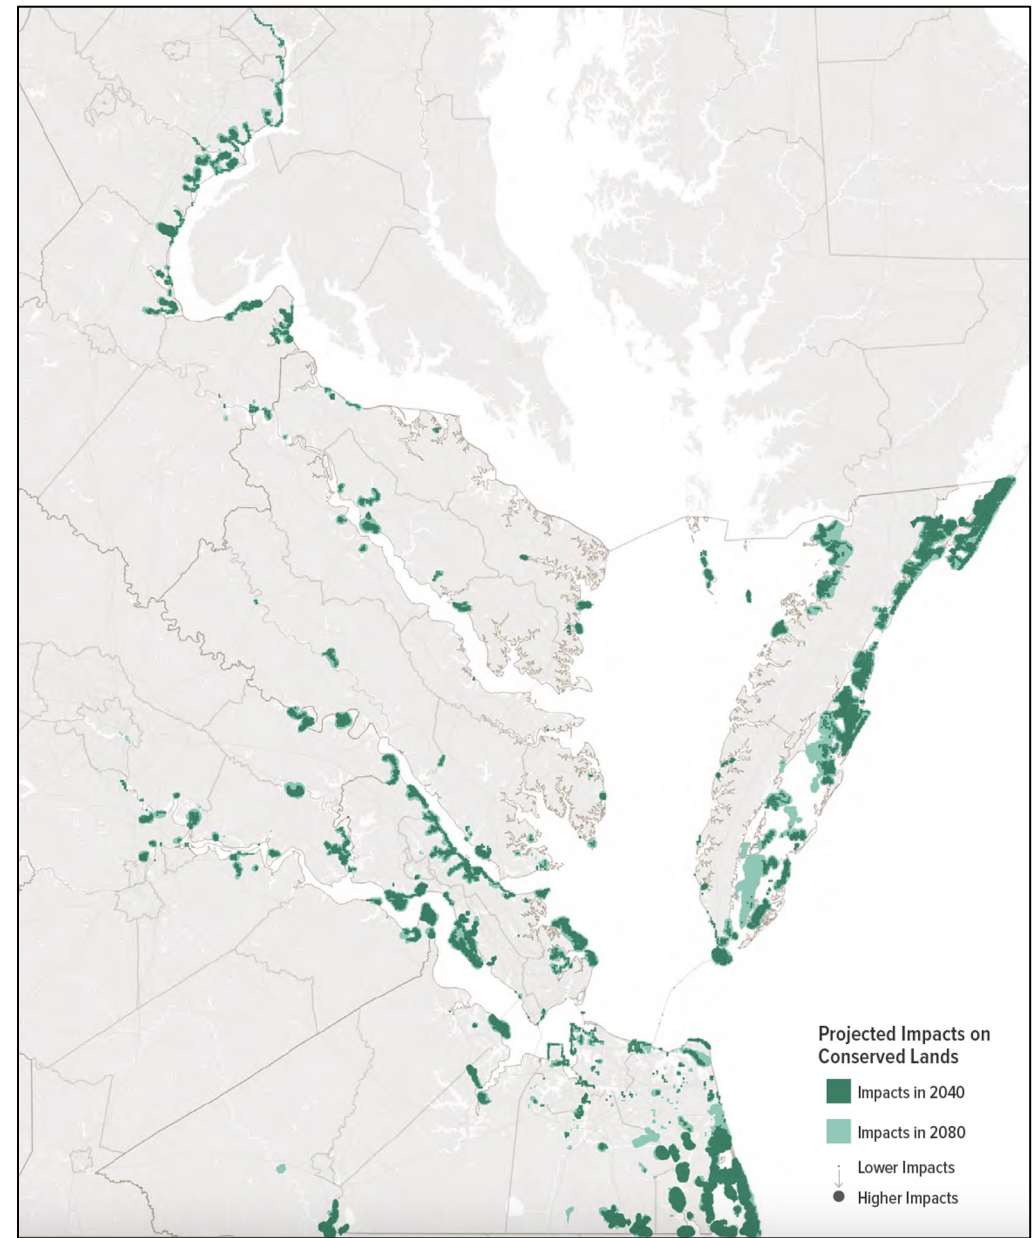 Projected Impacts on
Conserved Lands
Impacts in 2040
Impacts in 2080
Lower Impacts
Higher Impacts